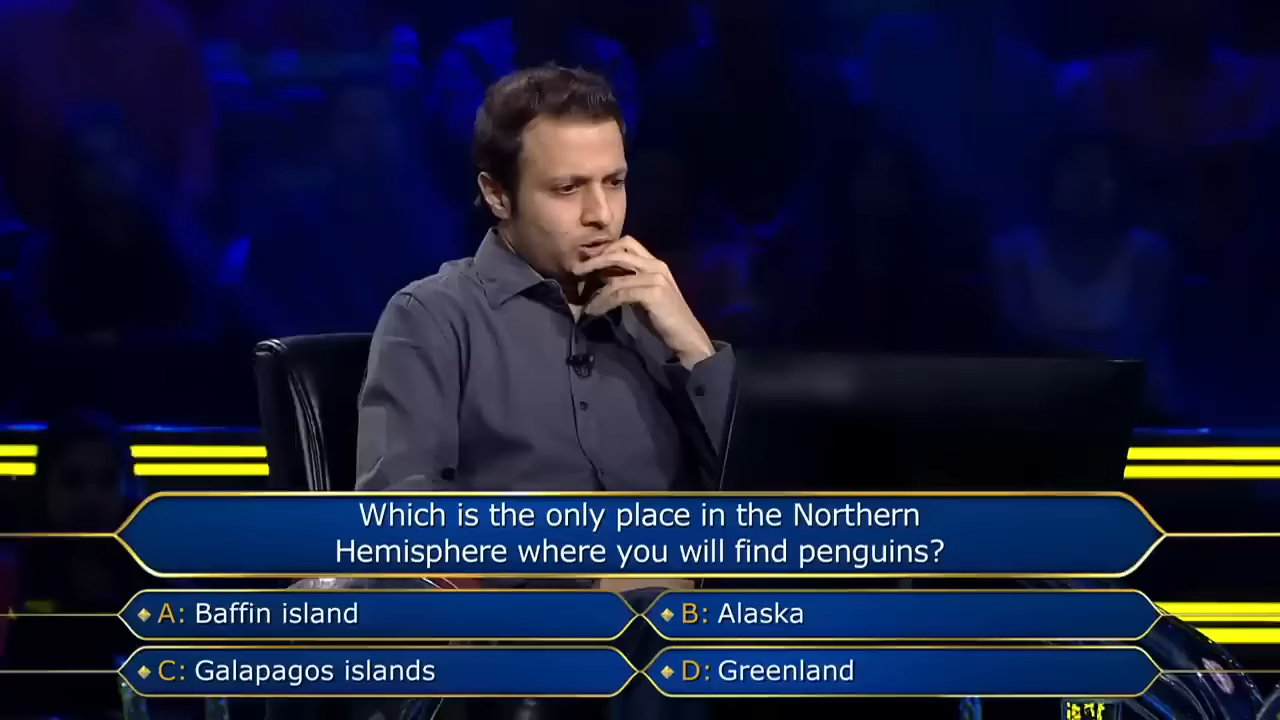 Which is the only place in the Northern
Hemisphere where you will find penguins?
A: Baffin island
B: Alaska
C: Galapagos islands
D: Greenland